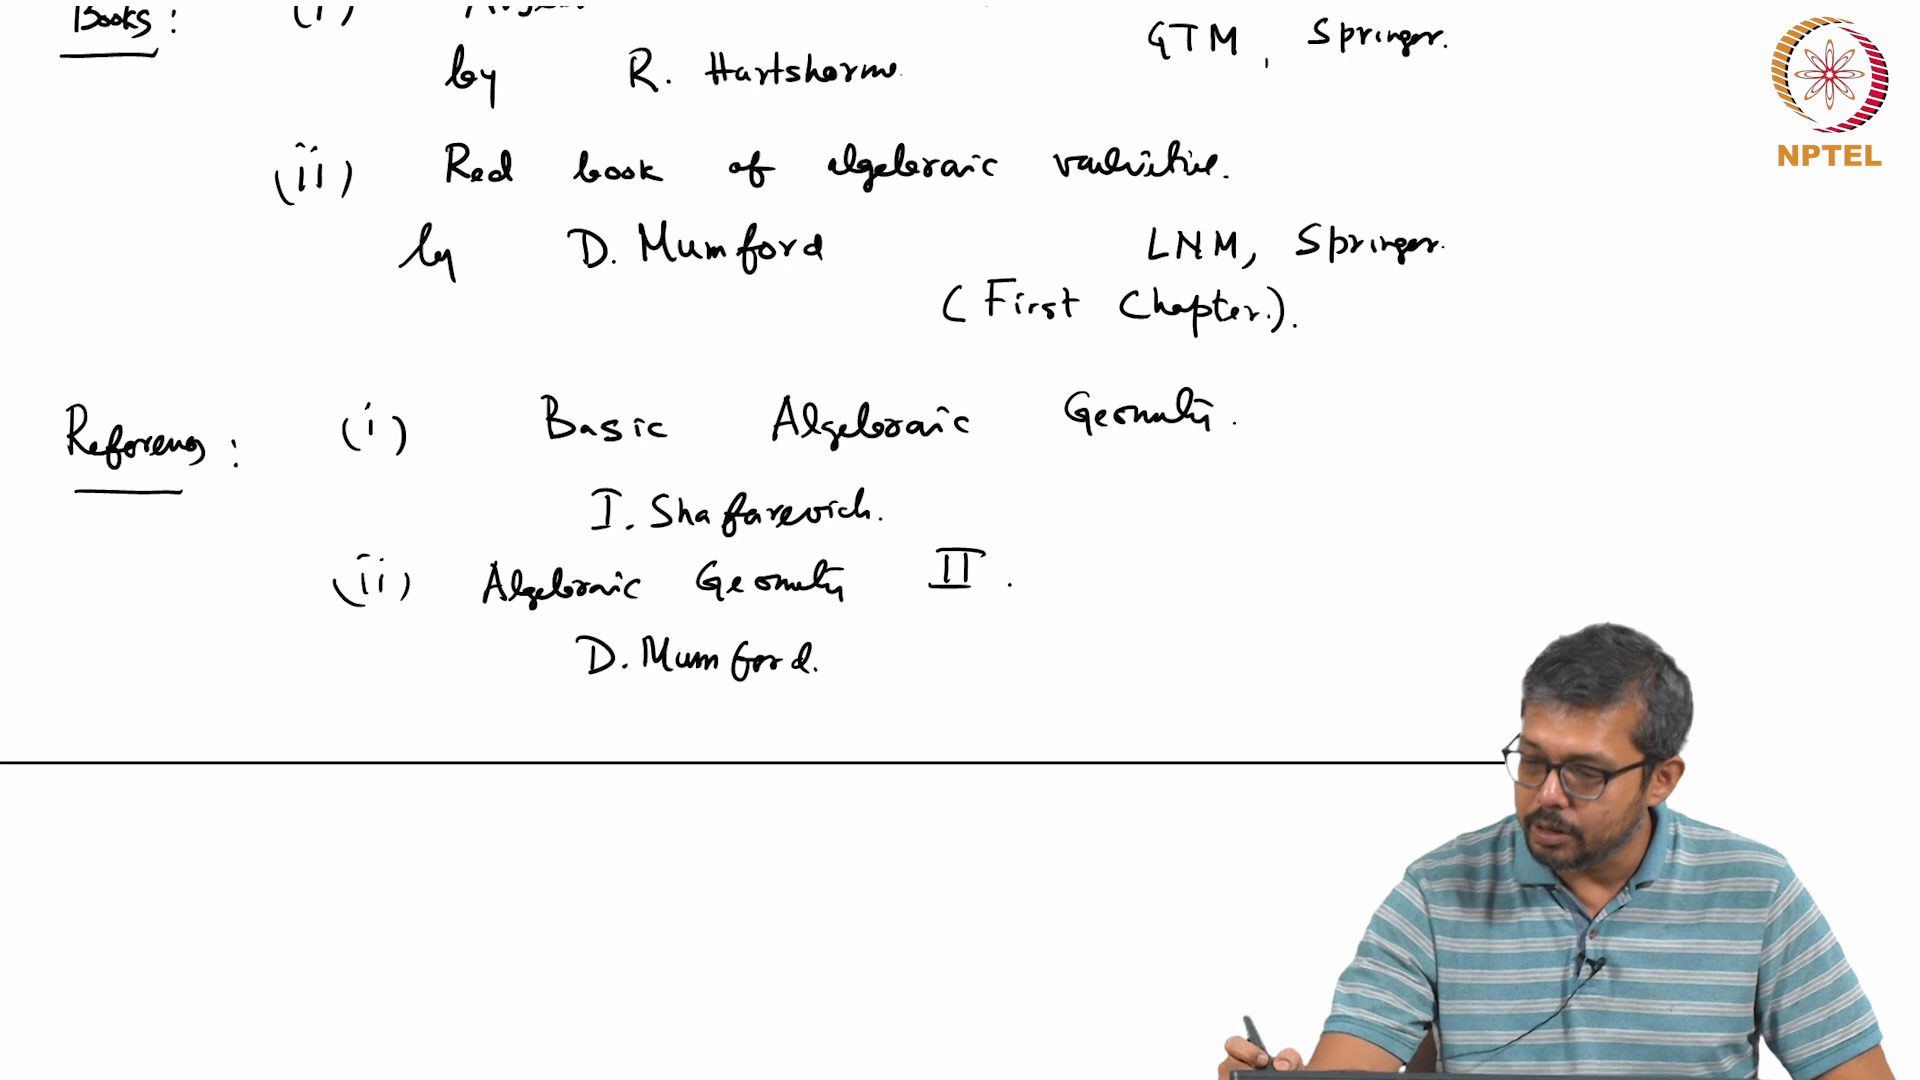 Books : (i)
GTM, Springer.
by R. Hartshorne.
(ii) Red book of algebraic varieties.
by D. Mumford LNM, Springer.
(First Chapter.).
References : (i) Basic Algebraic Geometry.
I. Shafarevich.
(ii) Algebraic Geometry II.
D. Mumford.
NPTEL